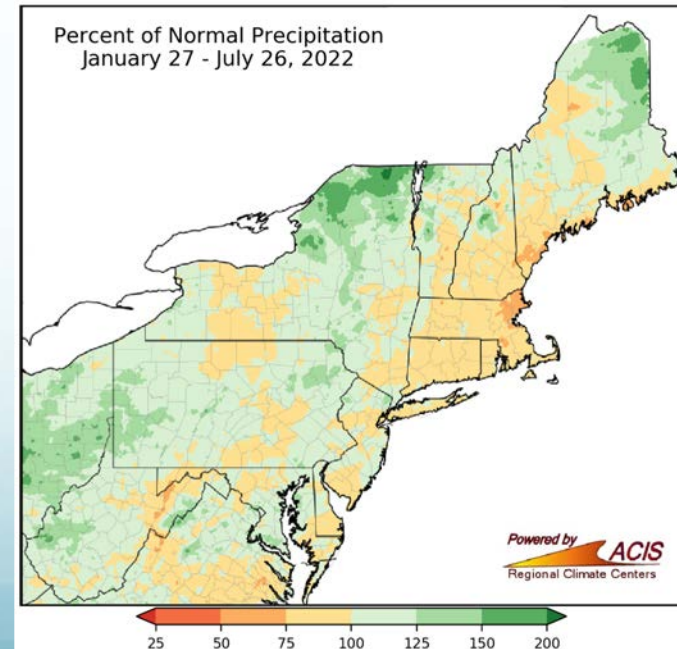 Percent of Normal Precipitation
January 27 - July 26, 2022
Powered by
ACIS
Regional Climate Centers
25 50 75 100 125 150 200